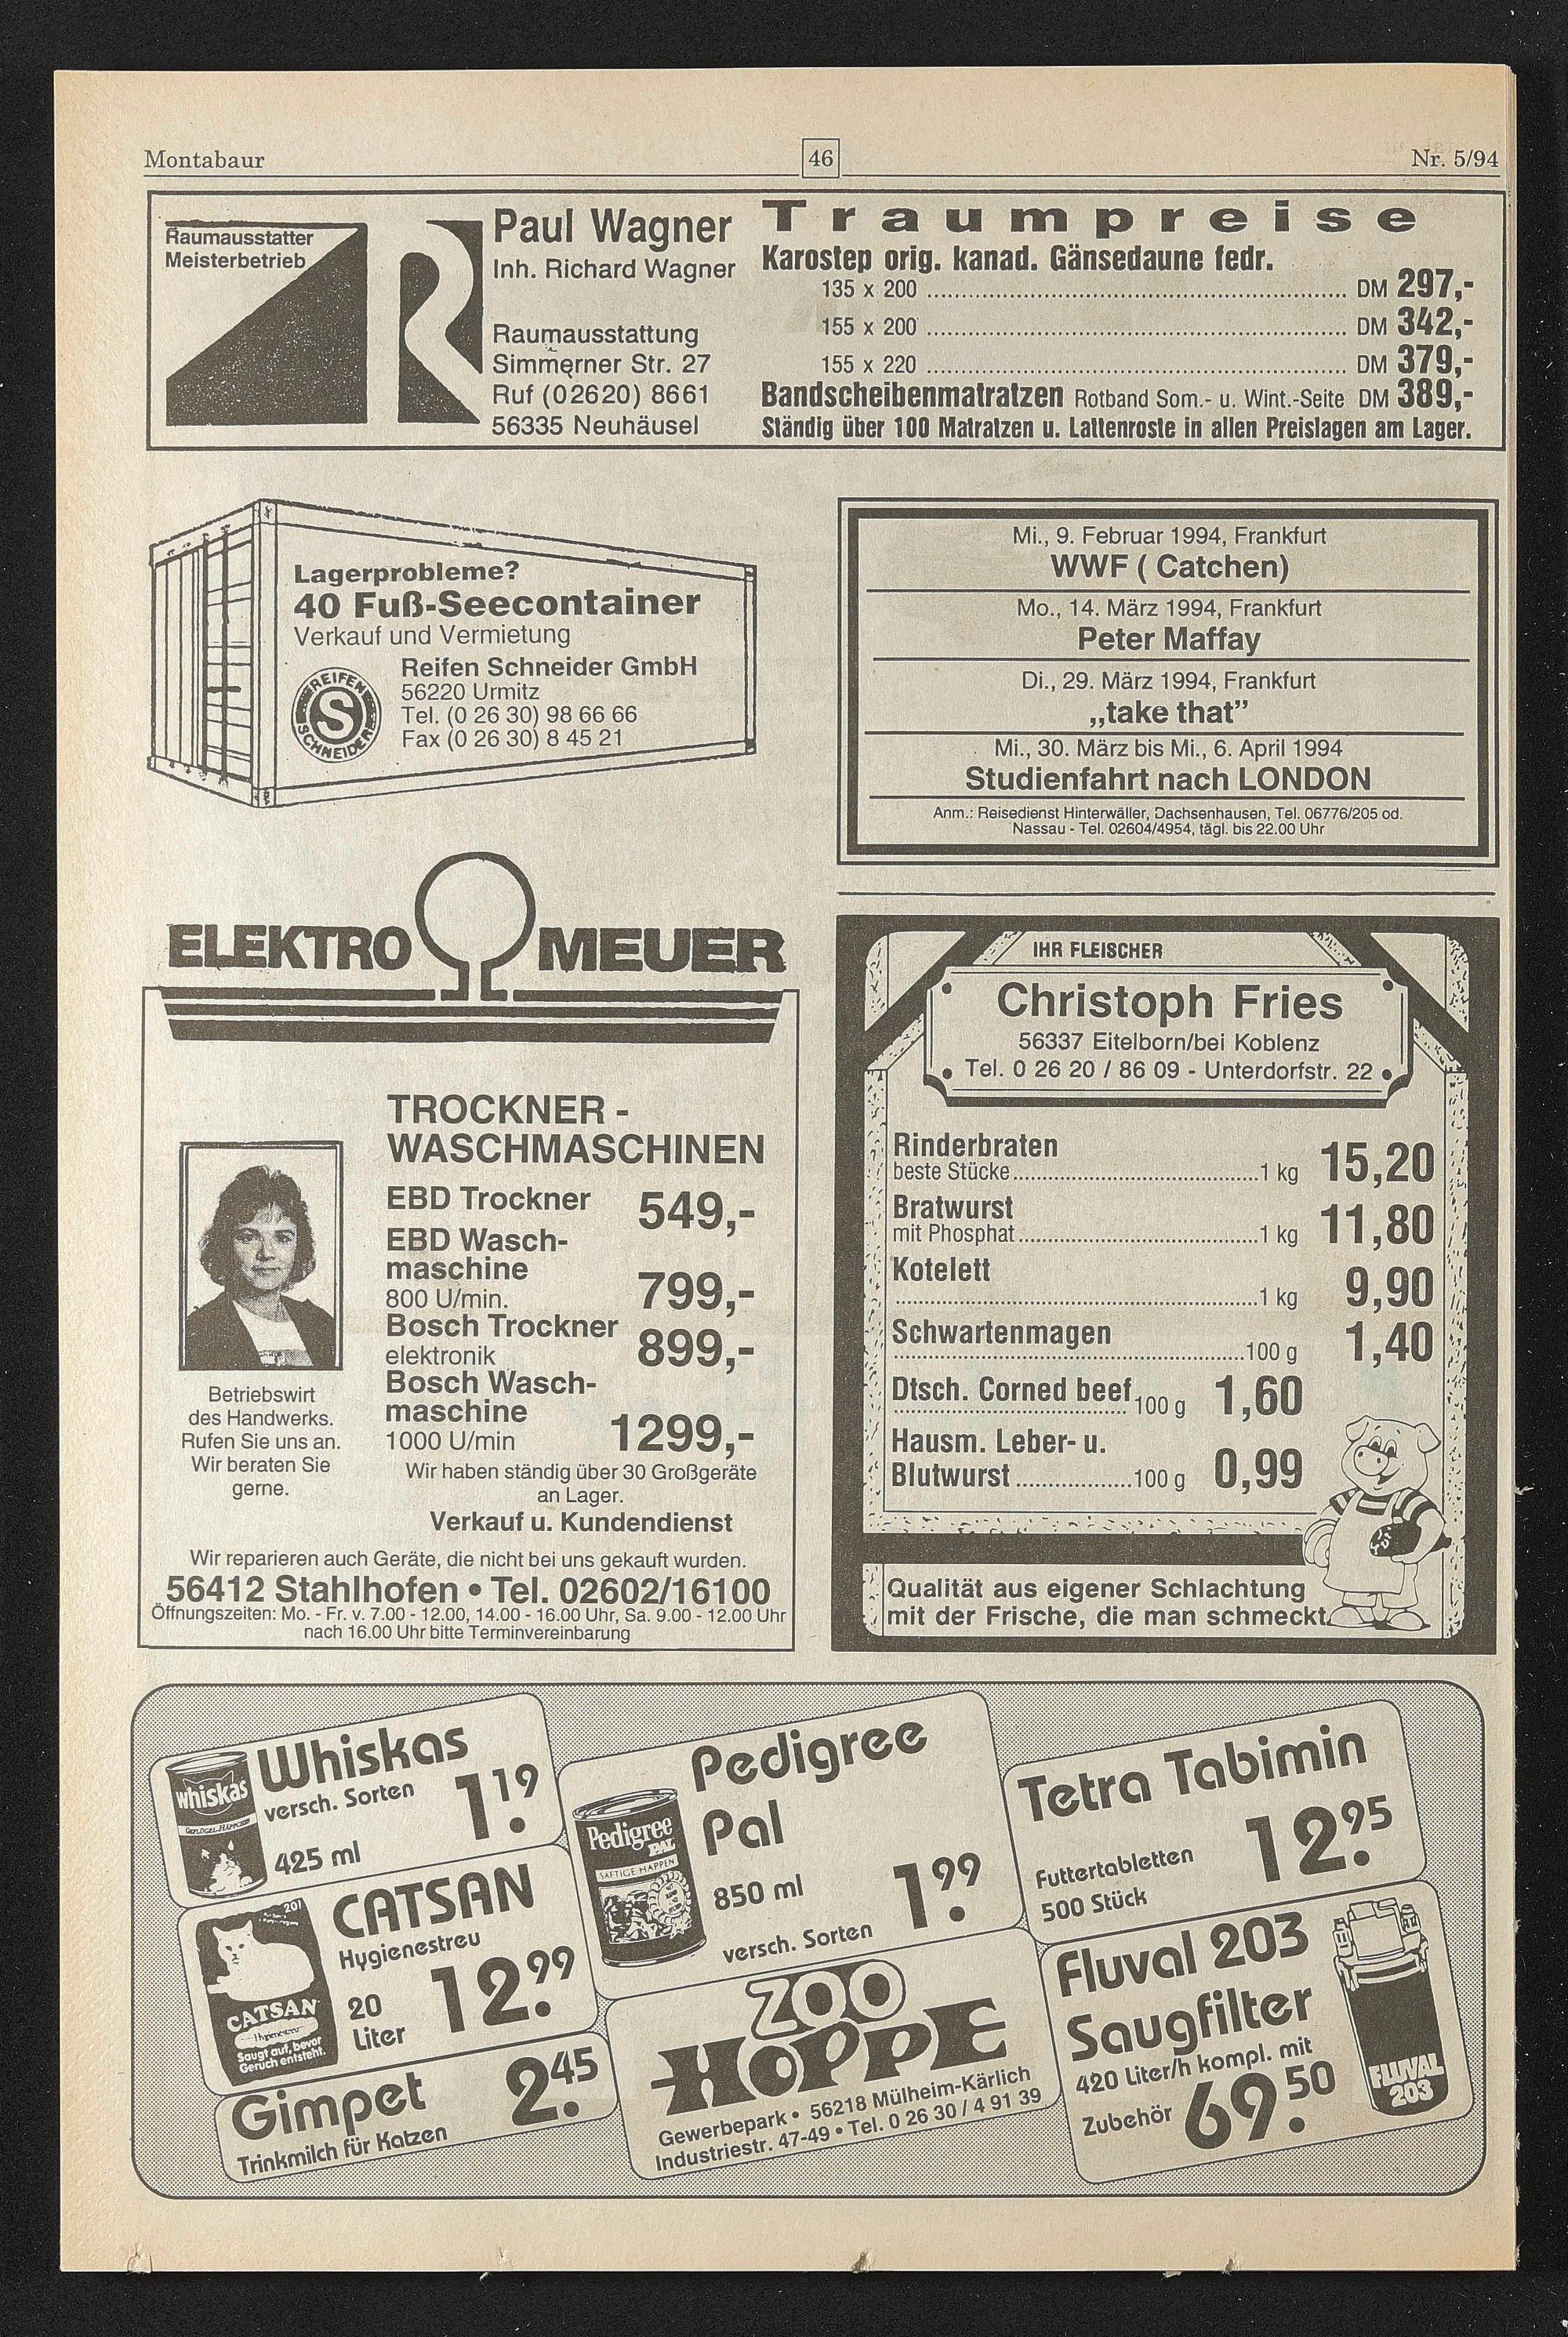 Montabaur
46
Nr. 5/94
Raumausstatter
Meisterbetrieb
Paul Wagner
Inh. Richard Wagner
Raumausstattung
Simmerner Str. 27
Ruf (02620) 8661
56335 Neuhäusel
Traumpreise
Karostep orig. kanad. Gänsedaune fedr.
135 x 200 ........ DM 297,-
155 x 200 ........ DM 342,-
155 x 220 ........ DM 379,-
Bandscheibenmatratzen Rotband Som.- u. Wint.-Seite DM 389,-
Ständig über 100 Matratzen u. Lattenroste in allen Preislagen am Lager.
Lagerprobleme?
40 Fuß-Seecontainer
Verkauf und Vermietung
Reifen Schneider GmbH
56220 Urmitz
Tel. (0 26 30) 98 66 66
Fax (0 26 30) 8 45 21
REIFEN
S
SCHNEIDER
Mi., 9. Februar 1994, Frankfurt
WWF ( Catchen)
Mo., 14. März 1994, Frankfurt
Peter Maffay
Di., 29. März 1994, Frankfurt
„take that”
Mi., 30. März bis Mi., 6. April 1994
Studienfahrt nach LONDON
Anm.: Reisedienst Hinterwäller, Dachsenhausen, Tel. 06776/205 od.
Nassau - Tel. 02604/4954, tägl. bis 22.00 Uhr
ELEKTRO MEUER
TROCKNER -
WASCHMASCHINEN
EBD Trockner 549,-
EBD Wasch-
maschine
800 U/min. 799,-
Bosch Trockner
elektronik 899,-
Bosch Wasch-
maschine
1000 U/min 1299,-
Betriebswirt
des Handwerks.
Rufen Sie uns an.
Wir beraten Sie
gerne.
Wir haben ständig über 30 Großgeräte
an Lager.
Verkauf u. Kundendienst
Wir reparieren auch Geräte, die nicht bei uns gekauft wurden.
56412 Stahlhofen • Tel. 02602/16100
Öffnungszeiten: Mo. - Fr. v. 7.00 - 12.00, 14.00 - 16.00 Uhr, Sa. 9.00 - 12.00 Uhr
nach 16.00 Uhr bitte Terminvereinbarung
IHR FLEISCHER
Christoph Fries
56337 Eitelborn/bei Koblenz
Tel. 0 26 20 / 86 09 - Unterdorfstr. 22
Rinderbraten
beste Stücke ........ 1 kg 15,20
Bratwurst
mit Phosphat ........ 1 kg 11,80
Kotelett
........ 1 kg 9,90
Schwartenmagen
........ 100 g 1,40
Dtsch. Corned beef 100 g 1,60
Hausm. Leber- u.
Blutwurst ........ 100 g 0,99
Qualität aus eigener Schlachtung
mit der Frische, die man schmeckt.
Whiskas
versch. Sorten
425 ml
1.19
whiskas
GEFLÜGEL-HÄPPCHEN
CATSAN
Hygienestreu
20
Liter
12.99
20l
CATSAN
Hygienestreu
Saugt auf, bevor
Geruch entsteht.
Gimpet
Trinkmilch für Katzen
2.45
Pedigree
Pal
850 ml
versch. Sorten
1.99
Pedigree
PAL
SAFTIGE HAPPEN
ZOO
HOPPE
Gewerbepark • 56218 Mülheim-Kärlich
Industriestr. 47-49 • Tel. 0 26 30 / 4 91 39
Tetra Tabimin
Futtertabletten
500 Stück
12.95
Fluval 203
Saugfilter
420 Liter/h kompl. mit
Zubehör 69.50
FLUVAL
203